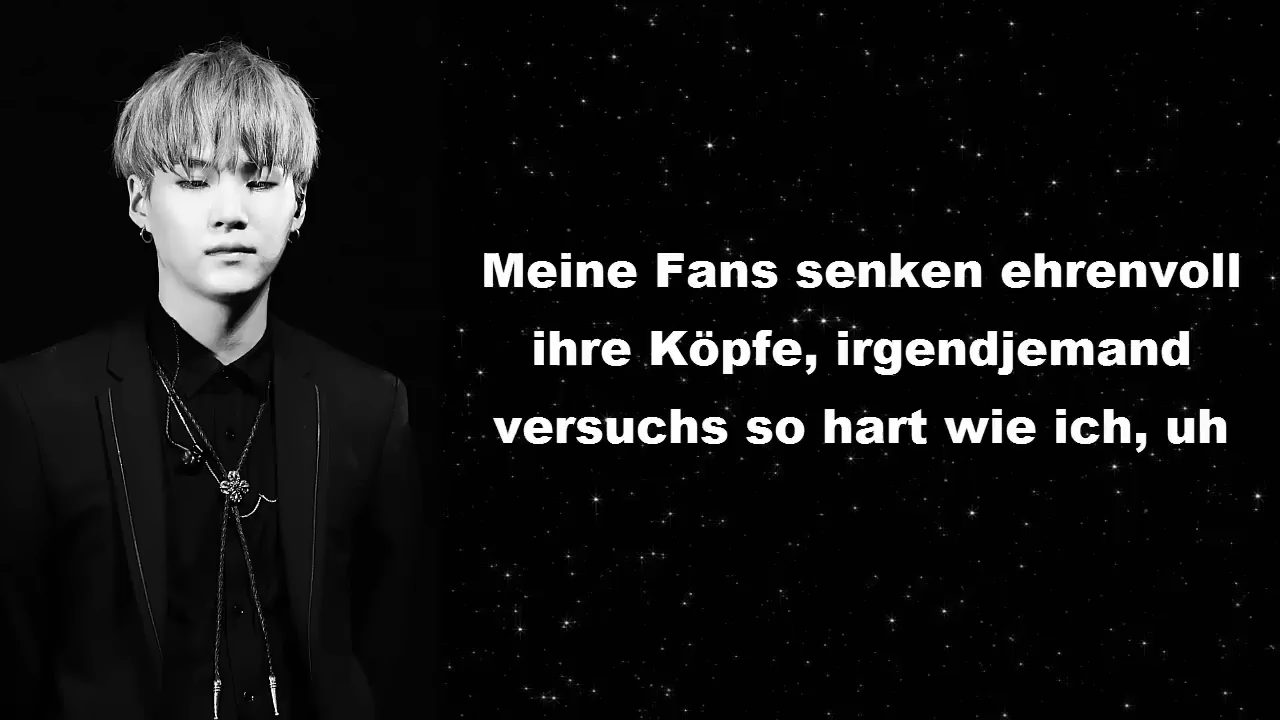 Meine Fans senken ehrenvoll
ihre Köpfe, irgendjemand
versuchs so hart wie ich, uh